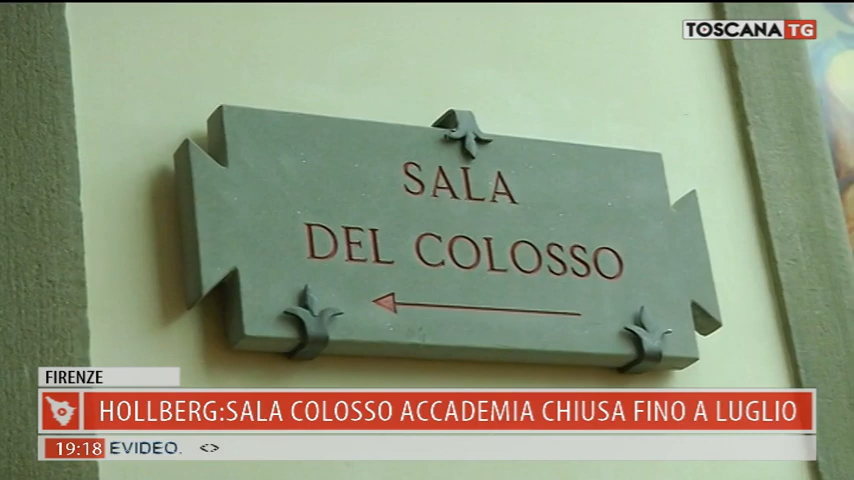 TOSCANA TG
SALA
DEL COLOSSO
FIRENZE
HOLLBERG:SALA COLOSSO ACCADEMIA CHIUSA FINO A LUGLIO
19:18 EVIDEO. <>